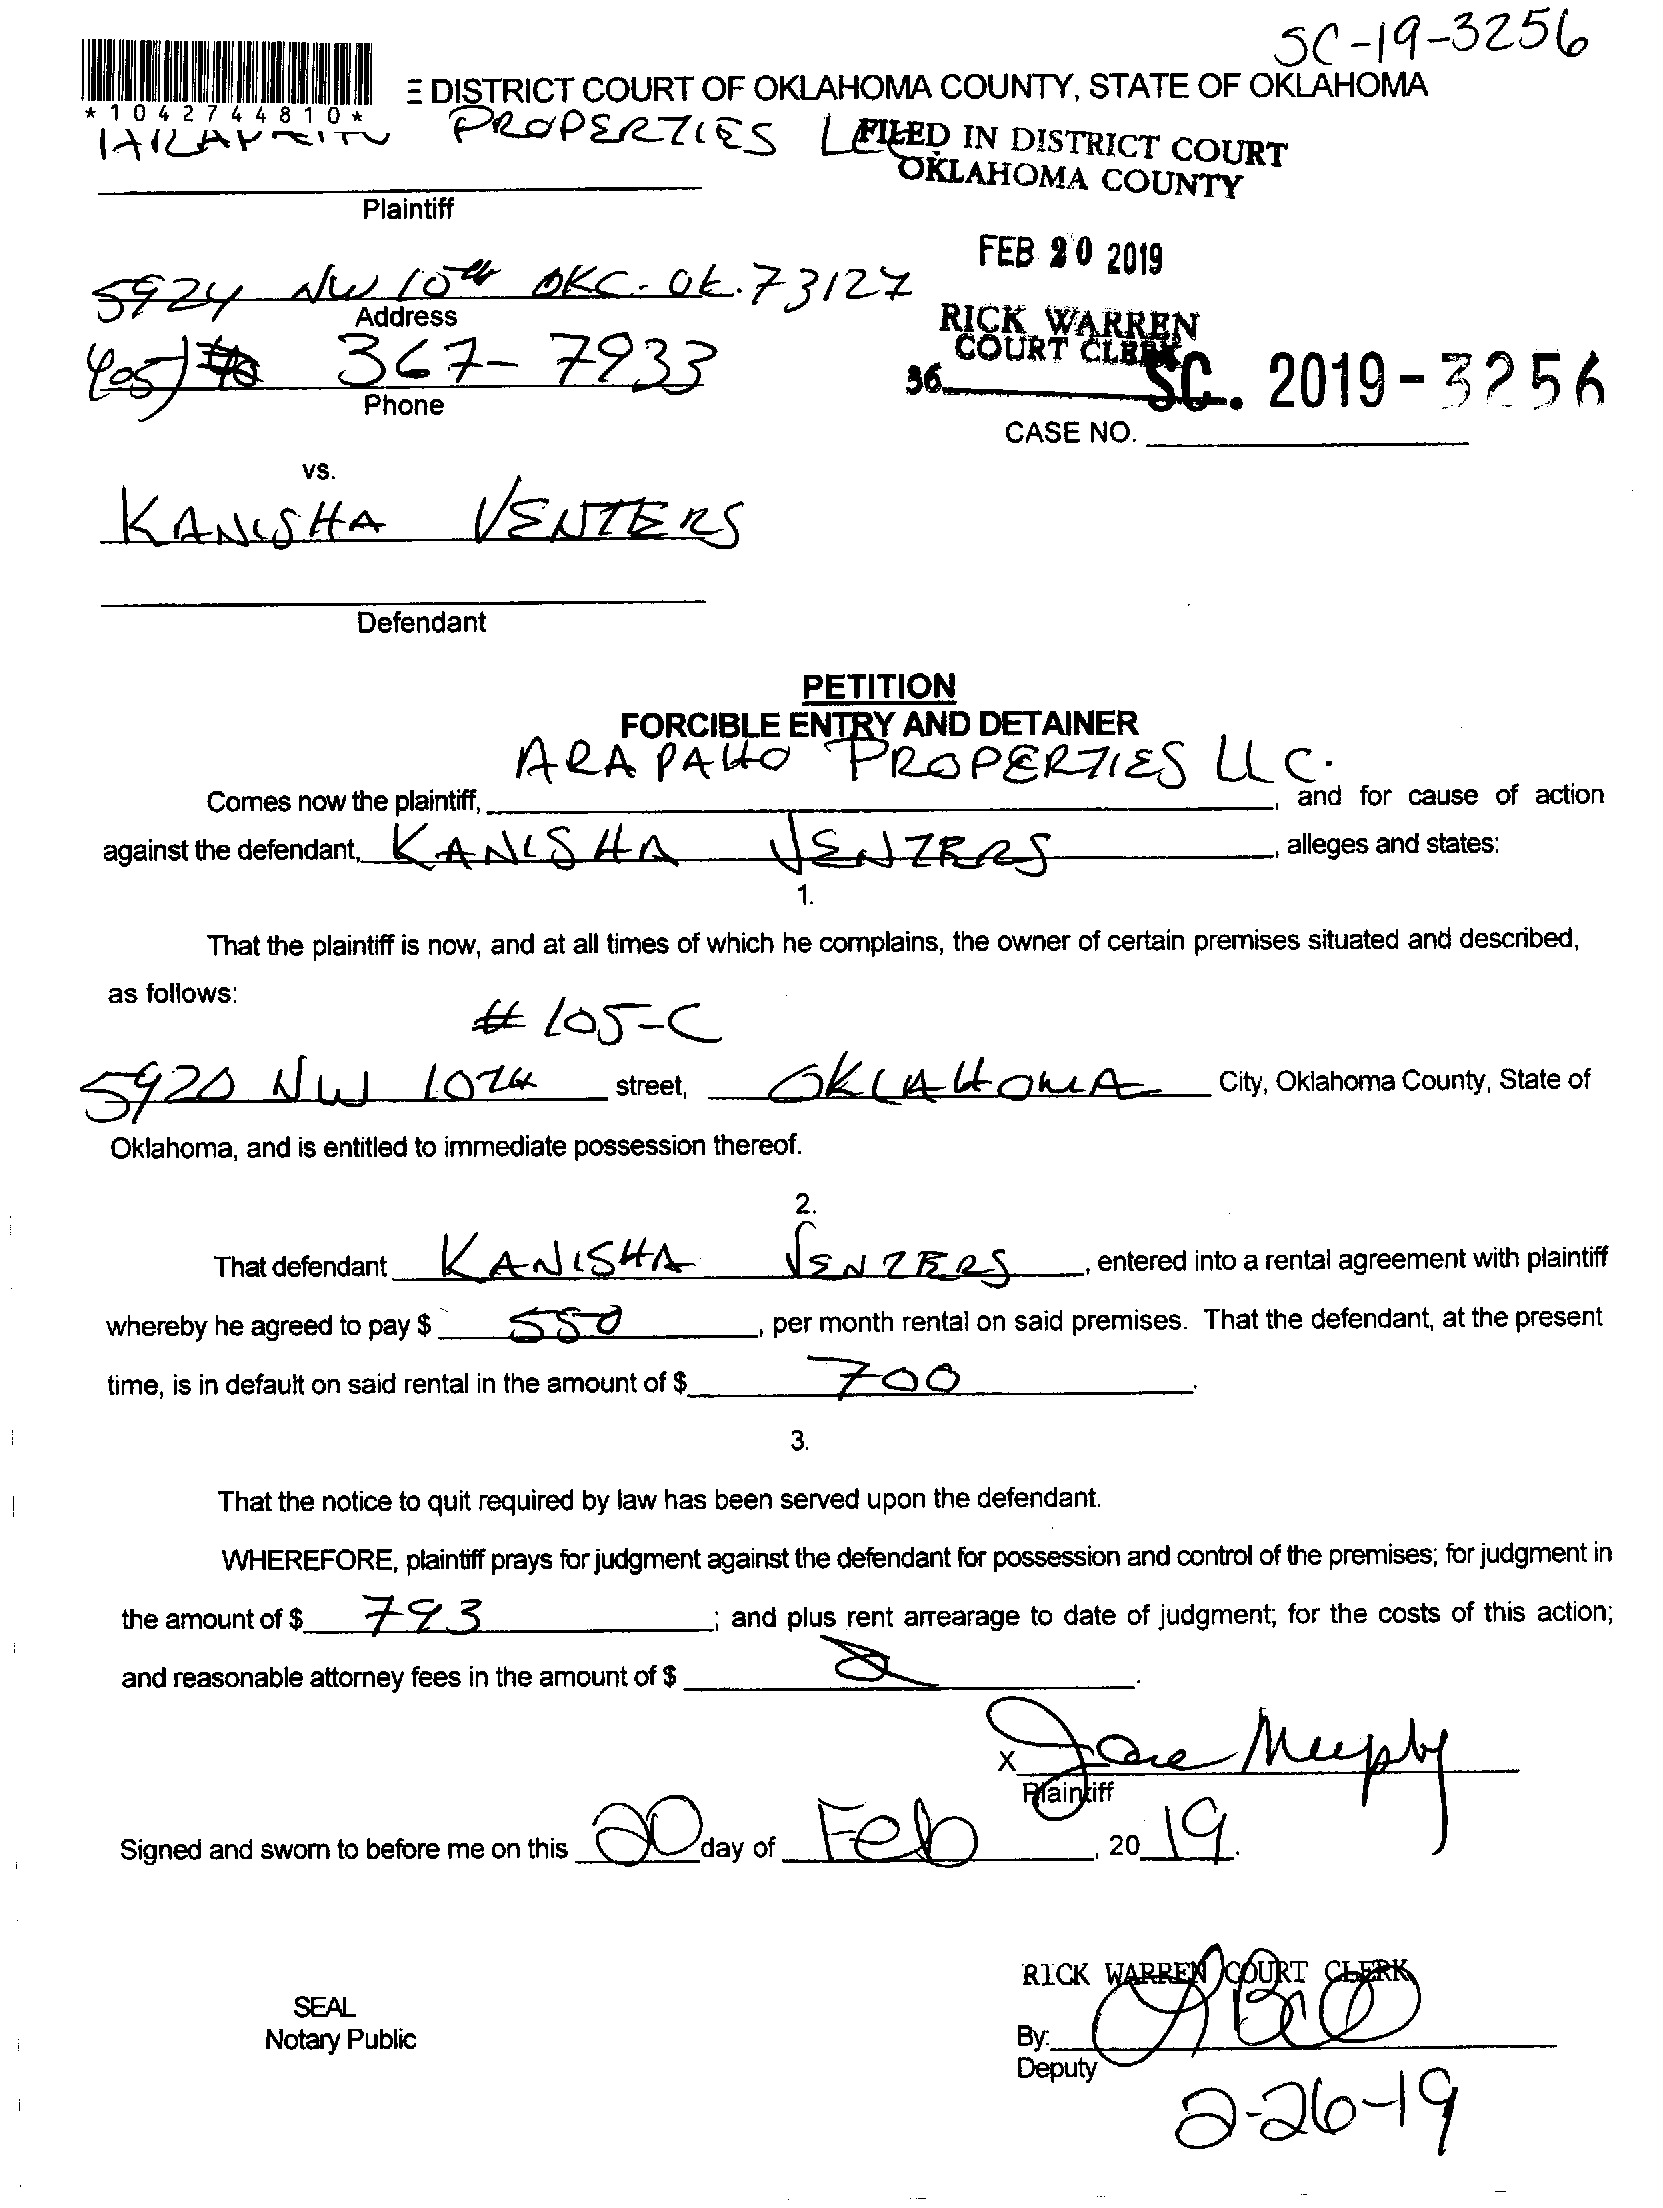 SC-19-3256
DISTRICT COURT OF OKLAHOMA COUNTY, STATE OF OKLAHOMA
*1042744810*
PROPERTIES
FILED IN DISTRICT COURT
OKLAHOMA COUNTY
Plaintiff
FEB 20 2019
5924 NW 10th OKC. Ok. 73127
Address
RICK WARREN
COURT CLERK
405) 367-7933
Phone
36
SC. 2019-3256
CASE NO.
vs.
KANISHA VENTERS
Defendant
PETITION
FORCIBLE ENTRY AND DETAINER
ARAPAHO PROPERTIES LLC.
Comes now the plaintiff, , and for cause of action
against the defendant, KANISHA VENTERS, alleges and states:
1.
That the plaintiff is now, and at all times of which he complains, the owner of certain premises situated and described,
as follows:
# 105-C
5920 NW 10th street, OKLAHOMA City, Oklahoma County, State of
Oklahoma, and is entitled to immediate possession thereof.
2.
That defendant KANISHA VENTERS, entered into a rental agreement with plaintiff
whereby he agreed to pay $ 550, per month rental on said premises. That the defendant, at the present
time, is in default on said rental in the amount of $ 700.
3.
That the notice to quit required by law has been served upon the defendant.
WHEREFORE, plaintiff prays for judgment against the defendant for possession and control of the premises; for judgment in
the amount of $ 793; and plus rent arrearage to date of judgment; for the costs of this action;
and reasonable attorney fees in the amount of $ .
X Jane Murphy
Plaintiff
Signed and sworn to before me on this 20 day of Feb, 20 19.
RICK WARREN COURT CLERK
SEAL
Notary Public
By:
Deputy
2-26-19